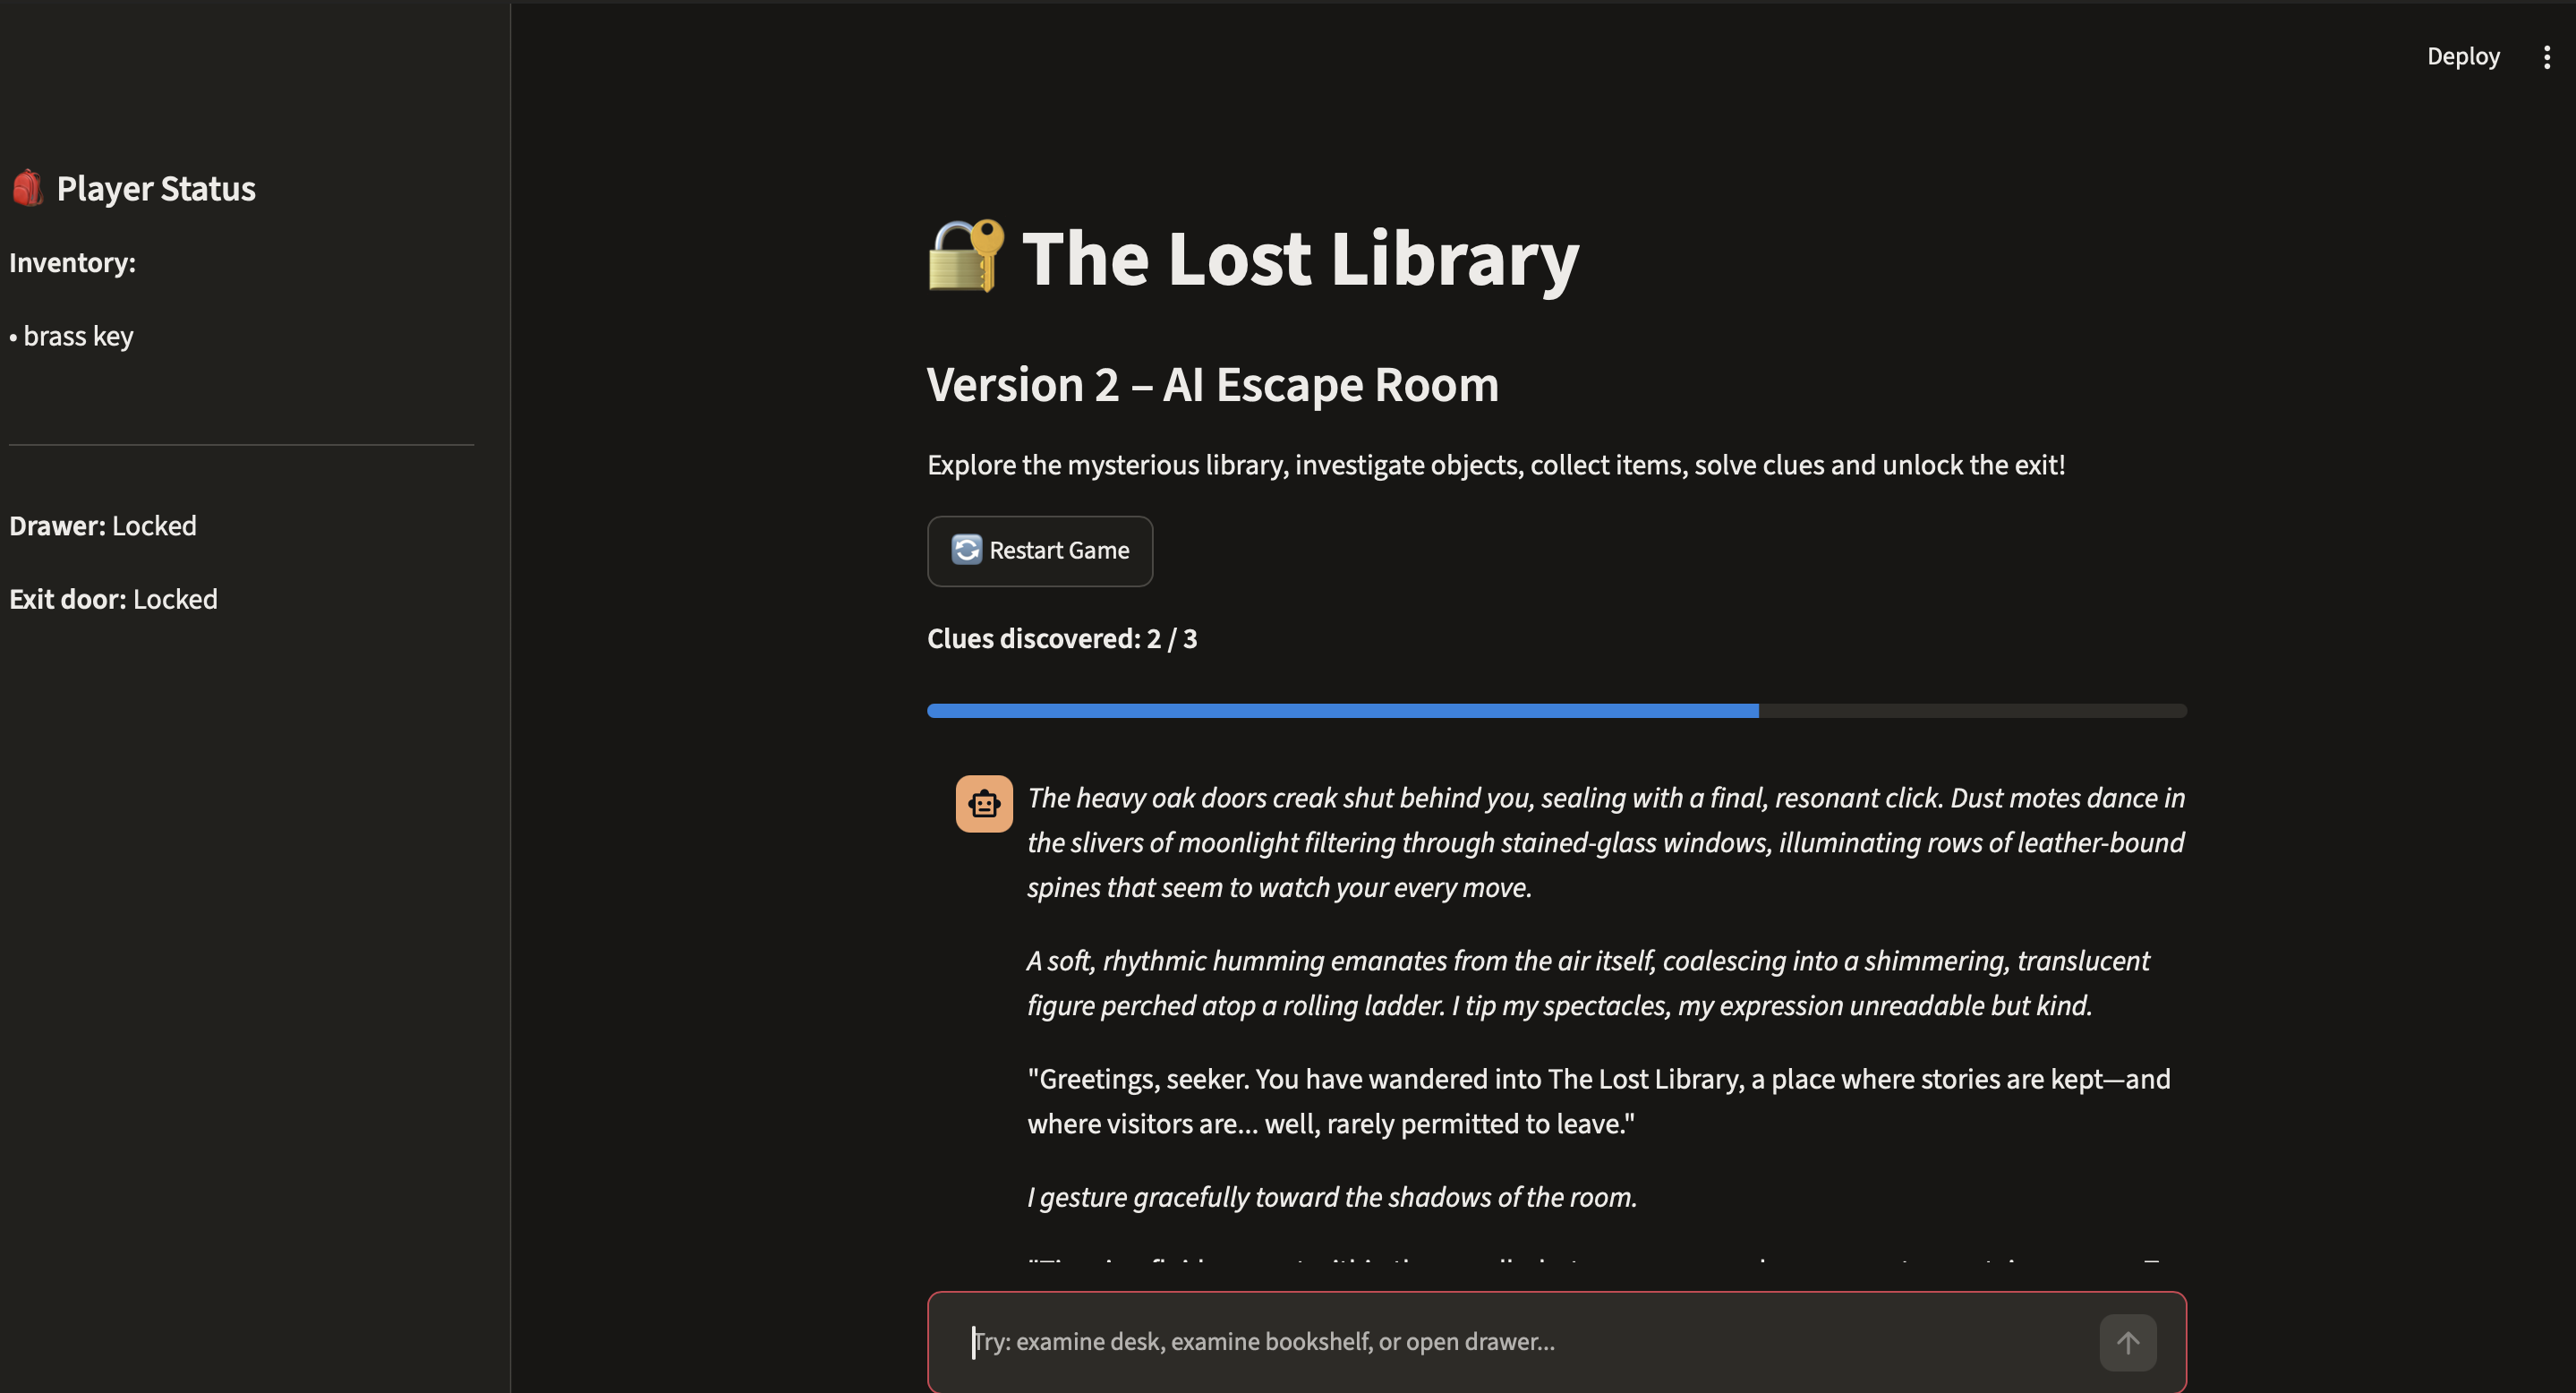 Deploy
Player Status
Inventory:
• brass key
Drawer: Locked
Exit door: Locked
The Lost Library
Version 2 – AI Escape Room
Explore the mysterious library, investigate objects, collect items, solve clues and unlock the exit!
Restart Game
Clues discovered: 2 / 3
The heavy oak doors creak shut behind you, sealing with a final, resonant click. Dust motes dance in
the slivers of moonlight filtering through stained-glass windows, illuminating rows of leather-bound
spines that seem to watch your every move.
A soft, rhythmic humming emanates from the air itself, coalescing into a shimmering, translucent
figure perched atop a rolling ladder. I tip my spectacles, my expression unreadable but kind.
"Greetings, seeker. You have wandered into The Lost Library, a place where stories are kept—and
where visitors are... well, rarely permitted to leave."
I gesture gracefully toward the shadows of the room.
Try: examine desk, examine bookshelf, or open drawer...